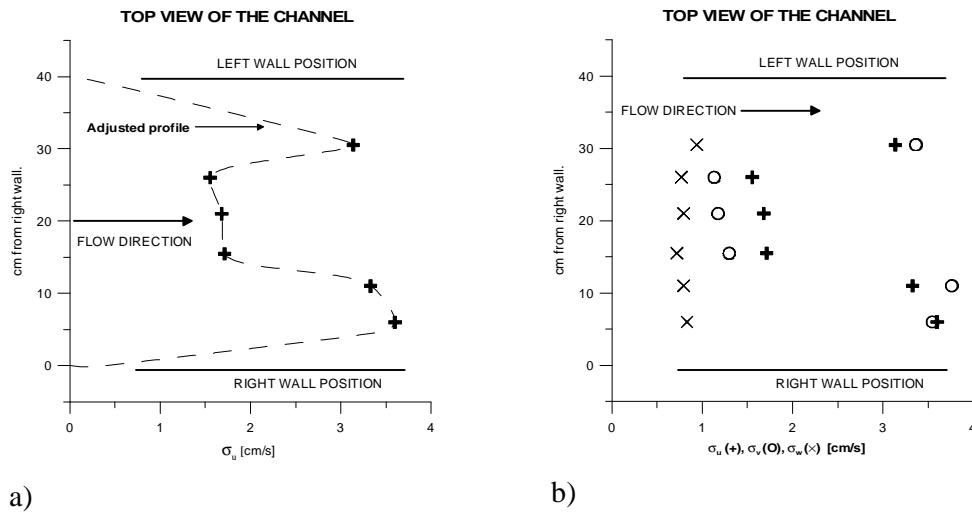 TOP VIEW OF THE CHANNEL
40
30
20
10
0
cm from right wall.
LEFT WALL POSITION
Adjusted profile
FLOW DIRECTION
RIGHT WALL POSITION
0 1 2 3 4
σu [cm/s]
a)
TOP VIEW OF THE CHANNEL
40
30
20
10
0
cm from right wall.
LEFT WALL POSITION
FLOW DIRECTION
RIGHT WALL POSITION
0 1 2 3 4
σu (+), σv (O), σw (×) [cm/s]
b)